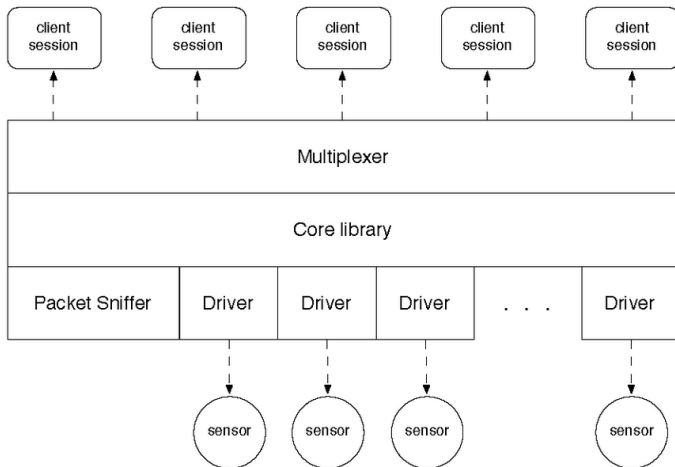 client
session
client
session
client
session
client
session
client
session
Multiplexer
Core library
Packet Sniffer
Driver
Driver
Driver
. . .
Driver
sensor
sensor
sensor
sensor